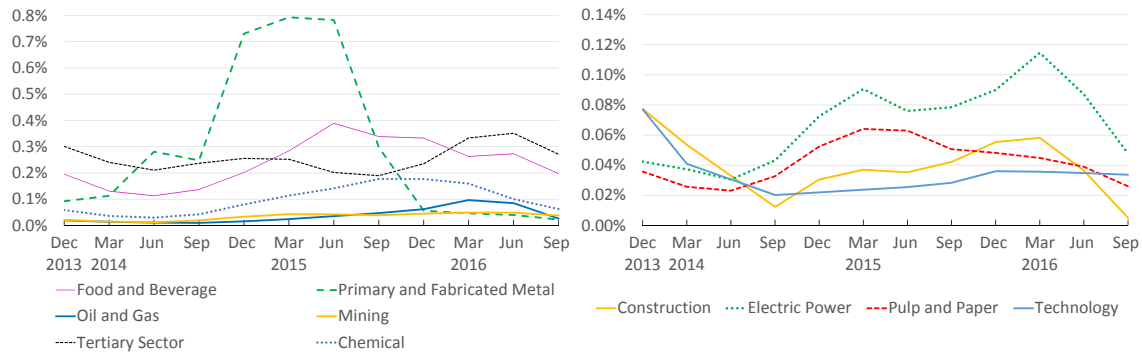 0.8%
0.8%
0.7%
0.6%
0.5%
0.4%
0.3%
0.2%
0.1%
0.0%
Dec Mar Jun Sep Dec Mar Jun Sep Dec Mar Jun Sep
2013 2014 2015 2016
Food and Beverage Primary and Fabricated Metal
Oil and Gas Mining
Tertiary Sector Chemical
0.14%
0.12%
0.10%
0.08%
0.06%
0.04%
0.02%
0.00%
Dec Mar Jun Sep Dec Mar Jun Sep Dec Mar Jun Sep
2013 2014 2015 2016
Construction Electric Power Pulp and Paper Technology